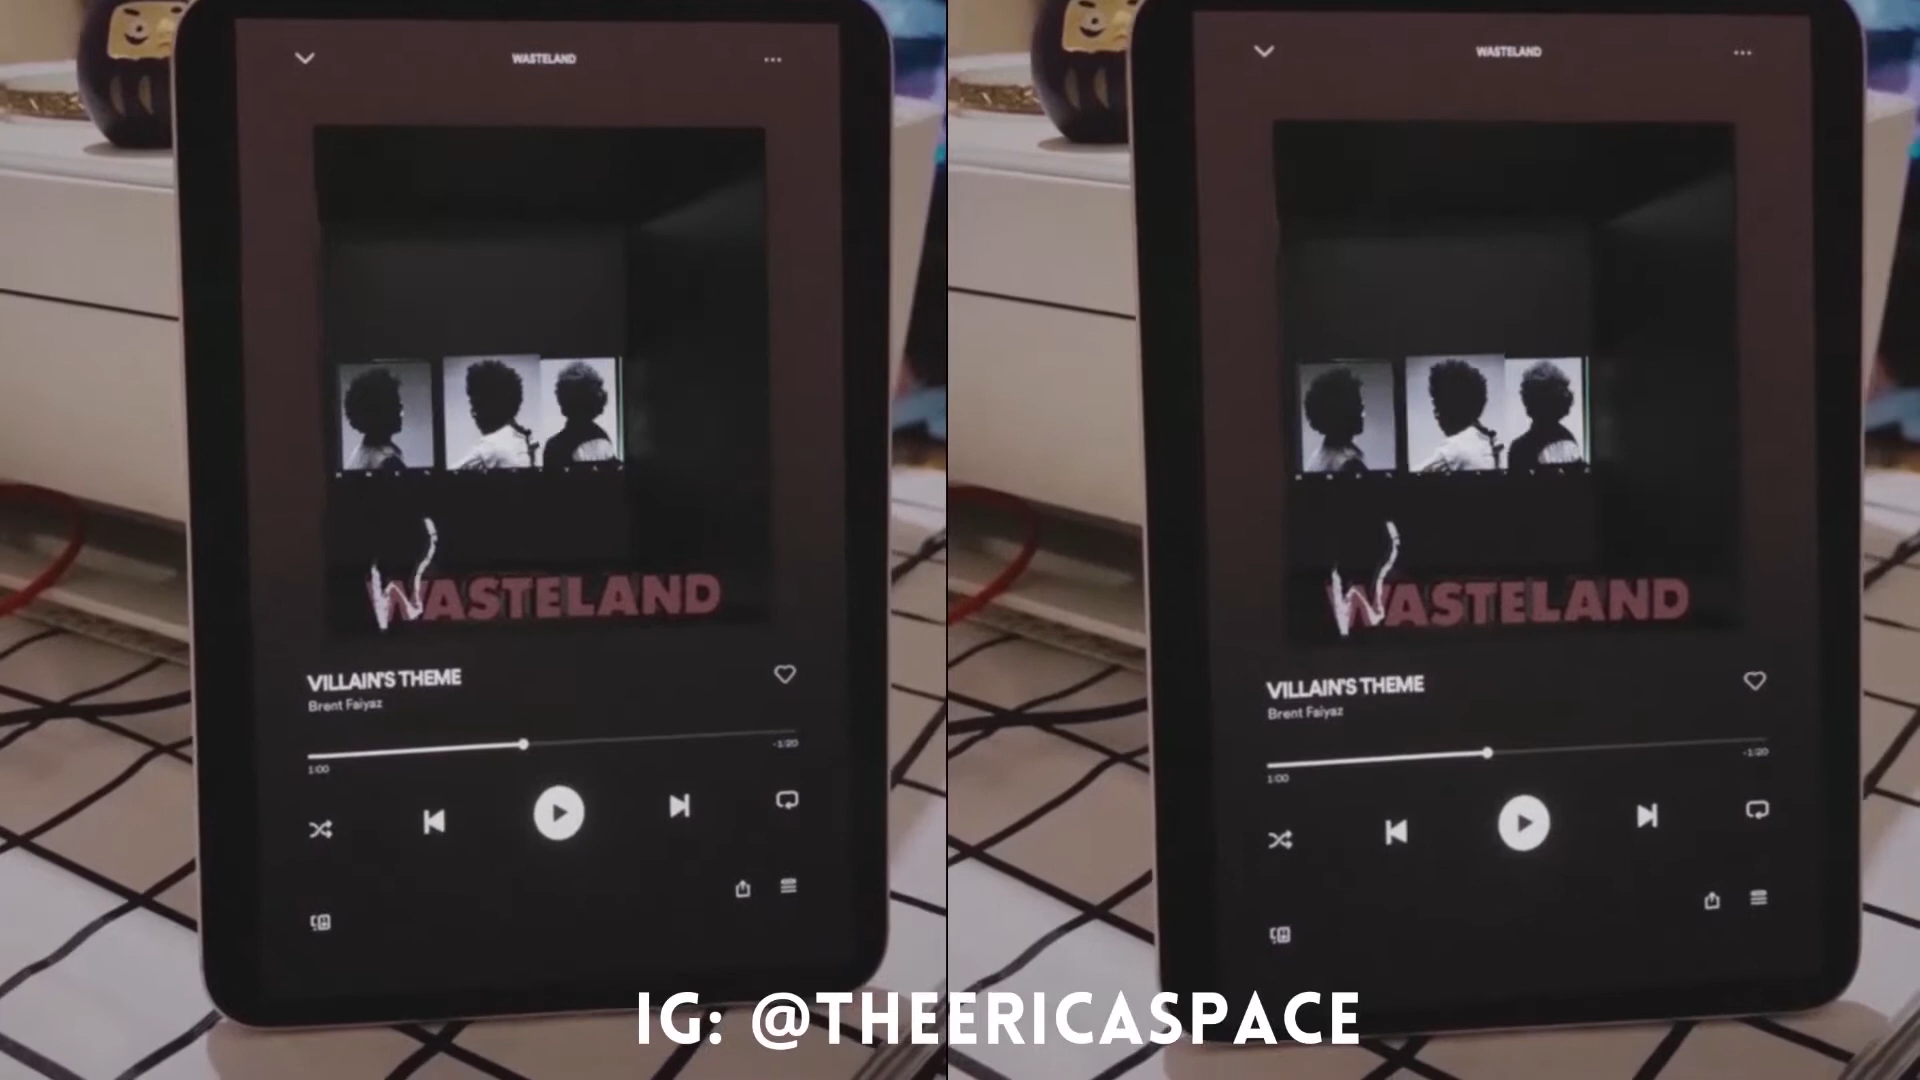 WASTELAND
WASTELAND
VILLAIN'S THEME
Brent Faiyaz
1:00
-1:20
WASTELAND
WASTELAND
VILLAIN'S THEME
Brent Faiyaz
1:00
-1:20
IG: @THEERICASPACE